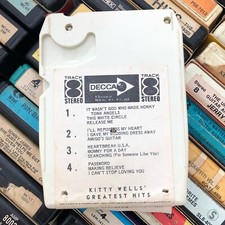 TRACK
8
STEREO
DECCA
TRACK
8
STEREO
1. IT WASN'T GOD WHO MADE HONKY
TONK ANGELS
THIS WHITE CIRCLE
RELEASE ME
2. I'LL REPOSSESS MY HEART
I GAVE MY WEDDING DRESS AWAY
AMIGO'S GUITAR
3. HEARTBREAK U.S.A.
MOMMY FOR A DAY
SEARCHING (For Someone Like You)
4. PASSWORD
MAKING BELIEVE
I CAN'T STOP LOVING YOU
KITTY WELLS'
GREATEST HITS